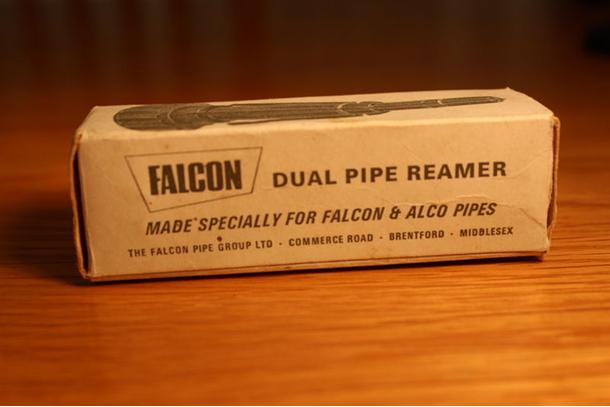 FALCON DUAL PIPE REAMER
MADE SPECIALLY FOR FALCON & ALCO PIPES
THE FALCON PIPE GROUP LTD · COMMERCE ROAD · BRENTFORD · MIDDLESEX